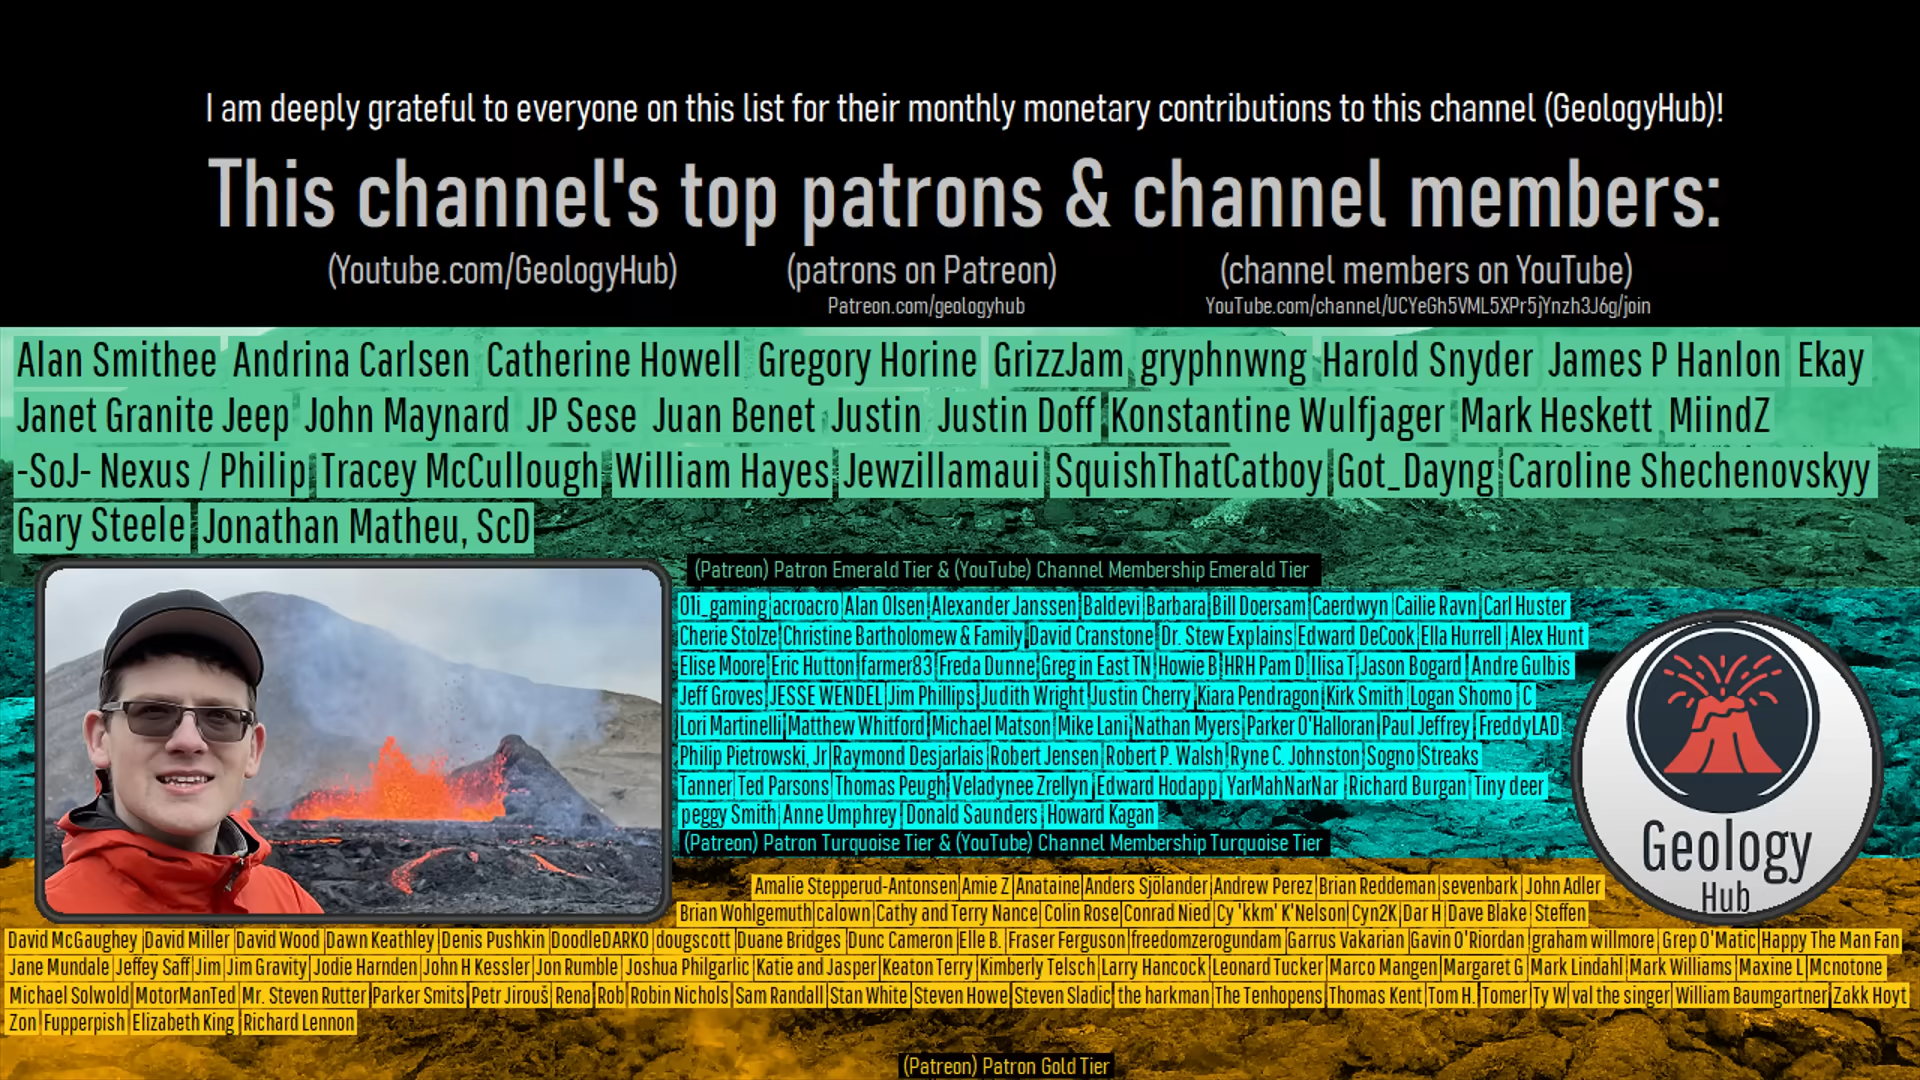 I am deeply grateful to everyone on this list for their monthly monetary contributions to this channel (GeologyHub)!
This channel's top patrons & channel members:
(Youtube.com/GeologyHub) (patrons on Patreon) (channel members on YouTube)
Patreon.com/geologyhub YouTube.com/channel/UCYeGh5VML5XPr5jYnzh3J6g/join
Alan Smithee Andrina Carlsen Catherine Howell Gregory Horine GrizzJam gryphnwng Harold Snyder James P Hanlon Ekay
Janet Granite Jeep John Maynard JP Sese Juan Benet Justin Justin Doff Konstantine Wulfjager Mark Heskett MiindZ
-SoJ- Nexus / Philip Tracey McCullough William Hayes Jewzillamaui SquishThatCatboy Got_Dayng Caroline Shechenovskyy
Gary Steele Jonathan Matheu, ScD
(Patreon) Patron Emerald Tier & (YouTube) Channel Membership Emerald Tier
01i_gaming acroacro Alan Olsen Alexander Janssen Baldevi Barbara Bill Doersam Caerdwyn Cailie Ravn Carl Huster
Cherie Stolze Christine Bartholomew & Family David Cranstone Dr. Stew Explains Edward DeCook Ella Hurrell Alex Hunt
Elise Moore Eric Hutton farmer83 Freda Dunne Greg in East TN Howie B HRH Pam D Ilisa T Jason Bogard Andre Gulbis
Jeff Groves JESSE WENDEL Jim Phillips Judith Wright Justin Cherry Kiara Pendragon Kirk Smith Logan Shomo C
Lori Martinelli Matthew Whitford Michael Matson Mike Lani Nathan Myers Parker O'Halloran Paul Jeffrey FreddyLAD
Philip Pietrowski, Jr Raymond Desjarlais Robert Jensen Robert P. Walsh Ryne C. Johnston Sogno Streaks
Tanner Ted Parsons Thomas Peugh Veladynee Zrellyn Edward Hodapp YarMahNarNar Richard Burgan Tiny deer
peggy Smith Anne Umphrey Donald Saunders Howard Kagan
(Patreon) Patron Turquoise Tier & (YouTube) Channel Membership Turquoise Tier
Geology
Hub
Amalie Stepperud-Antonsen Amie Z Anataine Anders Sjölander Andrew Perez Brian Reddeman sevenbark John Adler
Brian Wohlgemuth calown Cathy and Terry Nance Colin Rose Conrad Nied Cy 'kkm' K'Nelson Cyn2K Dar H Dave Blake Steffen
David McGaughey David Miller David Wood Dawn Keathley Denis Pushkin DoodleDARKO dougscott Duane Bridges Dunc Cameron Elle B. Fraser Ferguson freedomzerogundam Garrus Vakarian Gavin O'Riordan graham willmore Grep O'Matic Happy The Man Fan
Jane Mundale Jeffey Saff Jim Jim Gravity Jodie Harnden John H Kessler Jon Rumble Joshua Philgarlic Katie and Jasper Keaton Terry Kimberly Telsch Larry Hancock Leonard Tucker Marco Mangen Margaret G Mark Lindahl Mark Williams Maxine L Mcnotone
Michael Solwold MotorManTed Mr. Steven Rutter Parker Smits Petr Jirouš Rena Rob Robin Nichols Sam Randall Stan White Steven Howe Steven Sladic the harkman The Tenhopens Thomas Kent Tom H. Tomer Ty W val the singer William Baumgartner Zakk Hoyt
Zon Fupperpish Elizabeth King Richard Lennon
(Patreon) Patron Gold Tier